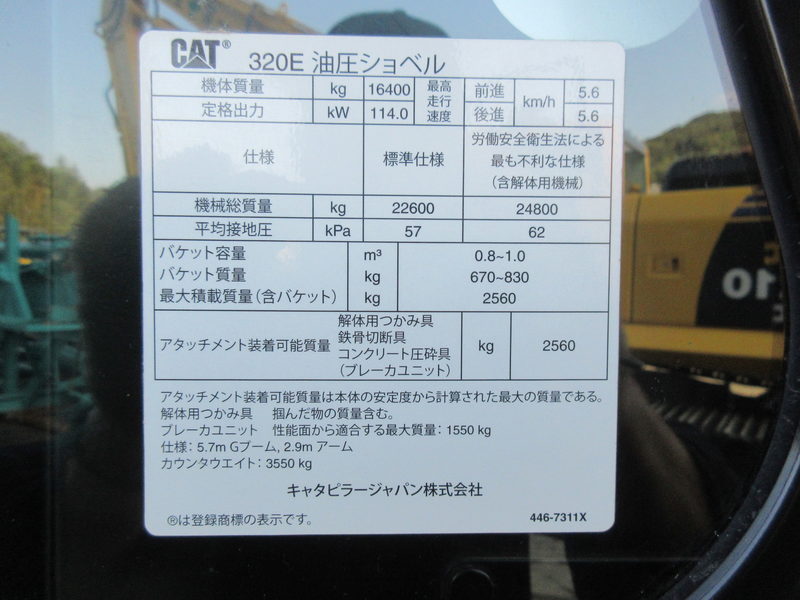 CAT® 320E 油圧ショベル
機体質量 kg 16400 最高走行速度 前進 km/h 5.6
定格出力 kW 114.0 後進 5.6
仕様 標準仕様 労働安全衛生法による最も不利な仕様(含解体用機械)
機械総質量 kg 22600 24800
平均接地圧 kPa 57 62
バケット容量 m³ 0.8~1.0
バケット質量 kg 670~830
最大積載質量(含バケット) kg 2560
アタッチメント装着可能質量 解体用つかみ具 鉄骨切断具 コンクリート圧砕具 (ブレーカユニット) kg 2560
アタッチメント装着可能質量は本体の安定度から計算された最大の質量である。
解体用つかみ具 掴んだ物の質量含む。
ブレーカユニット 性能面から適合する最大質量: 1550 kg
仕様: 5.7m Gブーム, 2.9m アーム
カウンタウエイト: 3550 kg
キャタピラージャパン株式会社
®は登録商標の表示です。 446-7311X